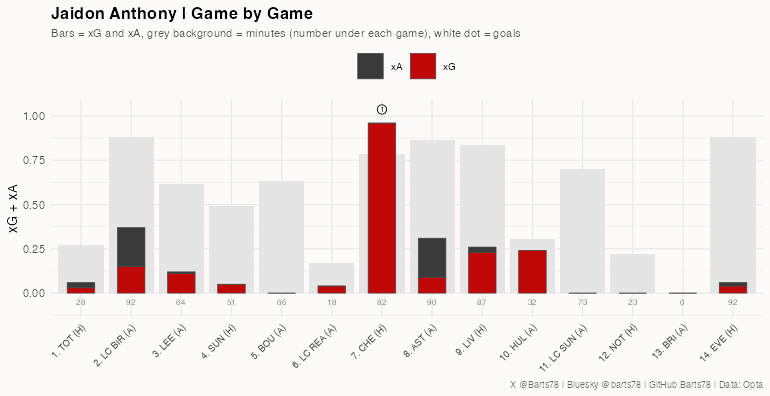 Jaidon Anthony | Game by Game
Bars = xG and xA, grey background = minutes (number under each game), white dot = goals
xA xG
1
xG + xA
1.00
0.75
0.50
0.25
0.00
28 92 64 51 66 18 82 90 87 32 73 23 0 92
1. TOT (H)
2. LC BIR (A)
3. LEE (A)
4. SUN (H)
5. BOU (A)
6. LC REA (A)
7. CHE (H)
8. AST (A)
9. LIV (H)
10. HUL (A)
11. LC SUN (A)
12. NOT (H)
13. BRI (A)
14. EVE (H)
X @Barts78 | Bluesky @barts78 | GitHub Barts78 | Data: Opta